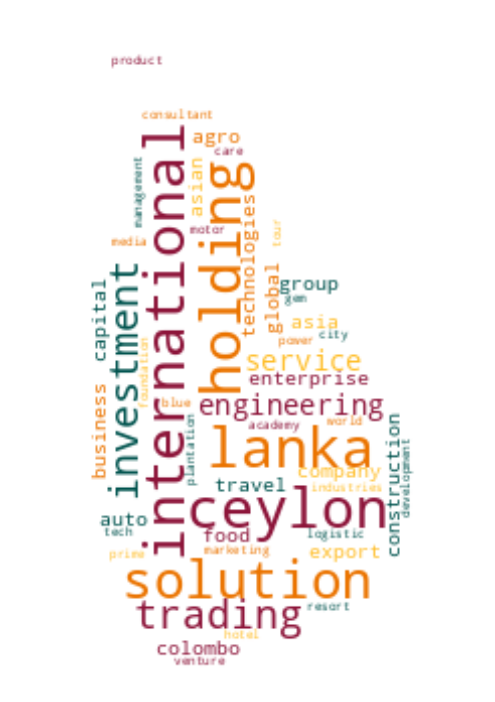 product
consultant
international
agro
care
management
asian
holding
motor
technologies
tour
media
investment
global
capital
group
gem
asia
city
foundation
power
service
enterprise
business
blue
engineering
plantation
academy
world
lanka
construction
development
company
travel
industries
ceylon
auto
tech
food
logistic
prime
marketing
export
solution
trading
resort
hotel
colombo
venture